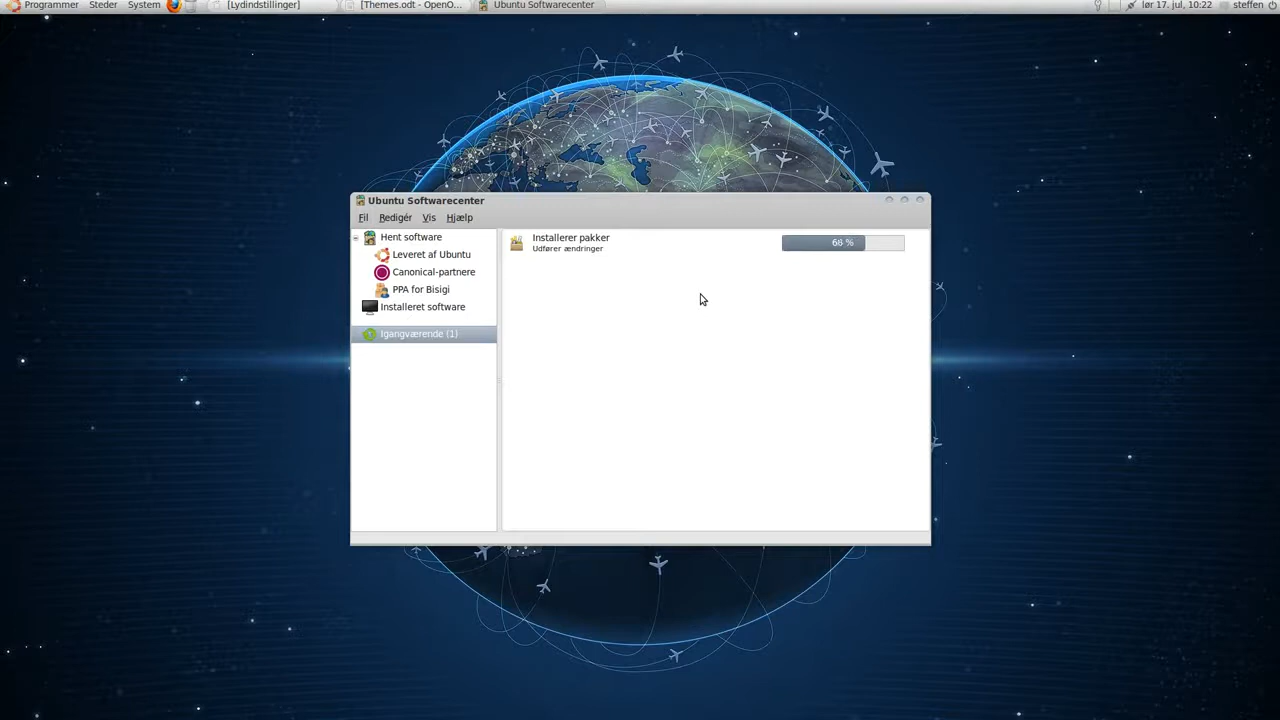 Programmer Steder System [Lydindstillinger] [Themes.odt - OpenO... Ubuntu Softwarecenter lør 17. jul, 10:22 steffen
Ubuntu Softwarecenter
Fil Redigér Vis Hjælp
Hent software
Leveret af Ubuntu
Canonical-partnere
PPA for Bisigi
Installeret software
Igangværende (1)
Installerer pakker
Udfører ændringer
68 %